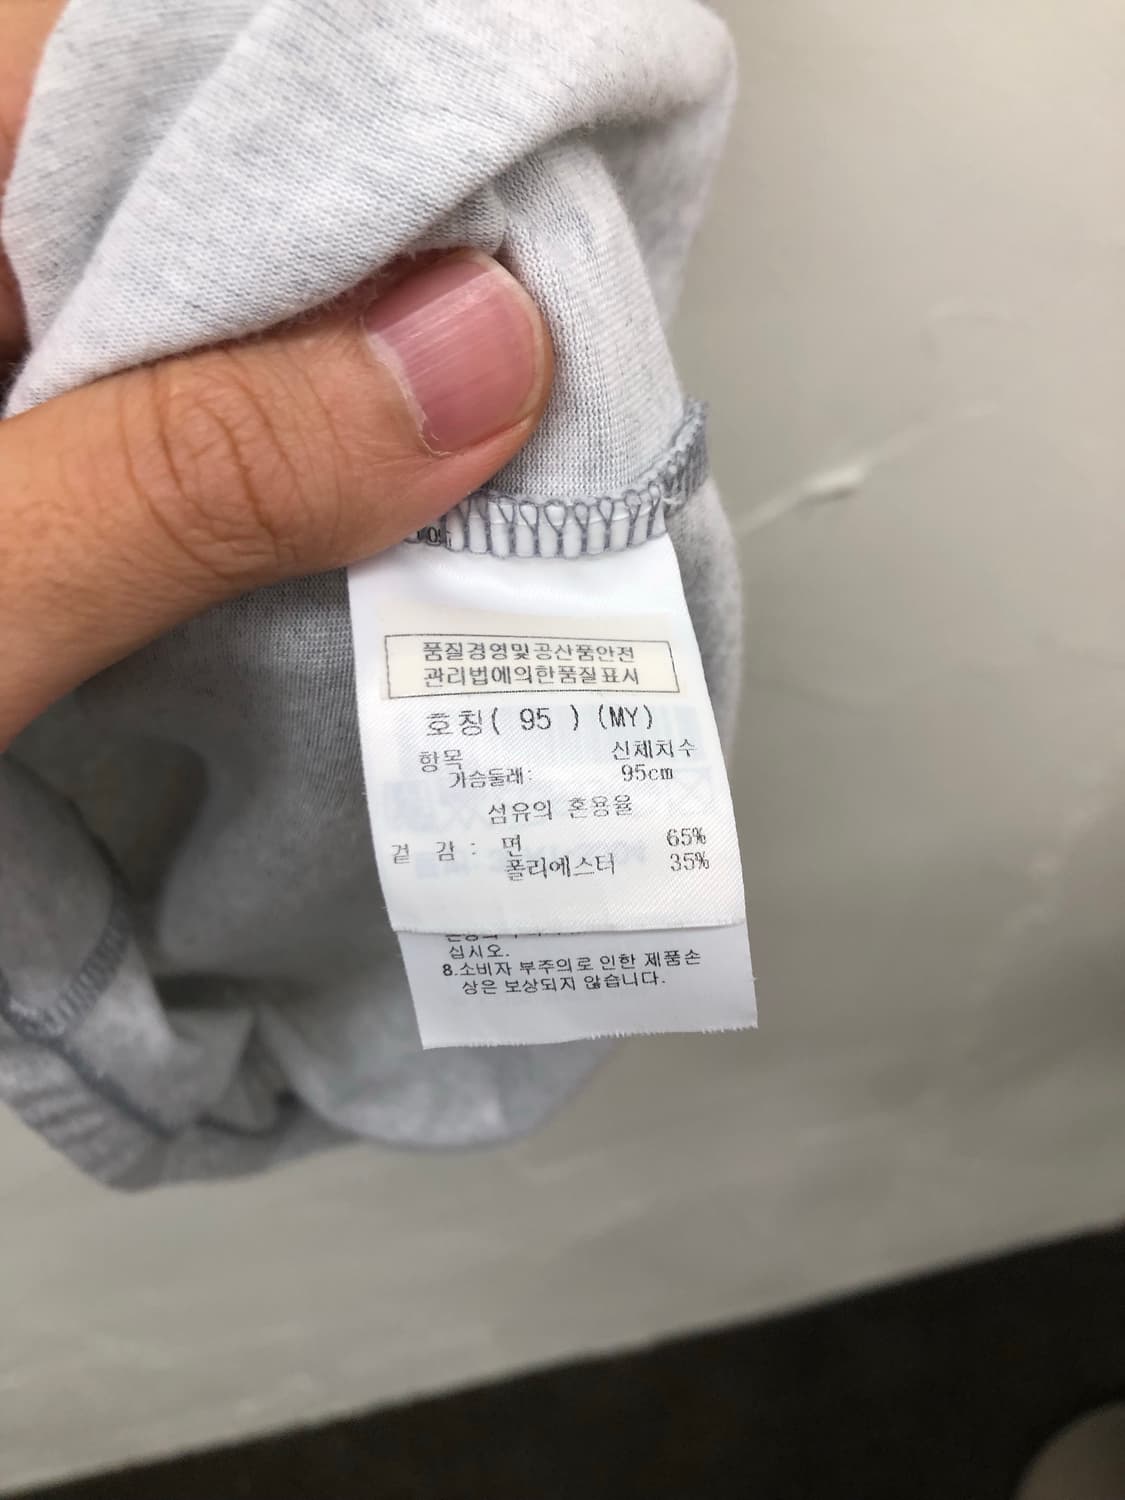 품질경영및공산품안전
관리법에의한품질표시
호칭( 95 ) (MY)
항목 신체치수
가슴둘레: 95cm
섬유의 혼용율
겉 감 : 면 65%
폴리에스터 35%
십시오.
8.소비자 부주의로 인한 제품손
상은 보상되지 않습니다.